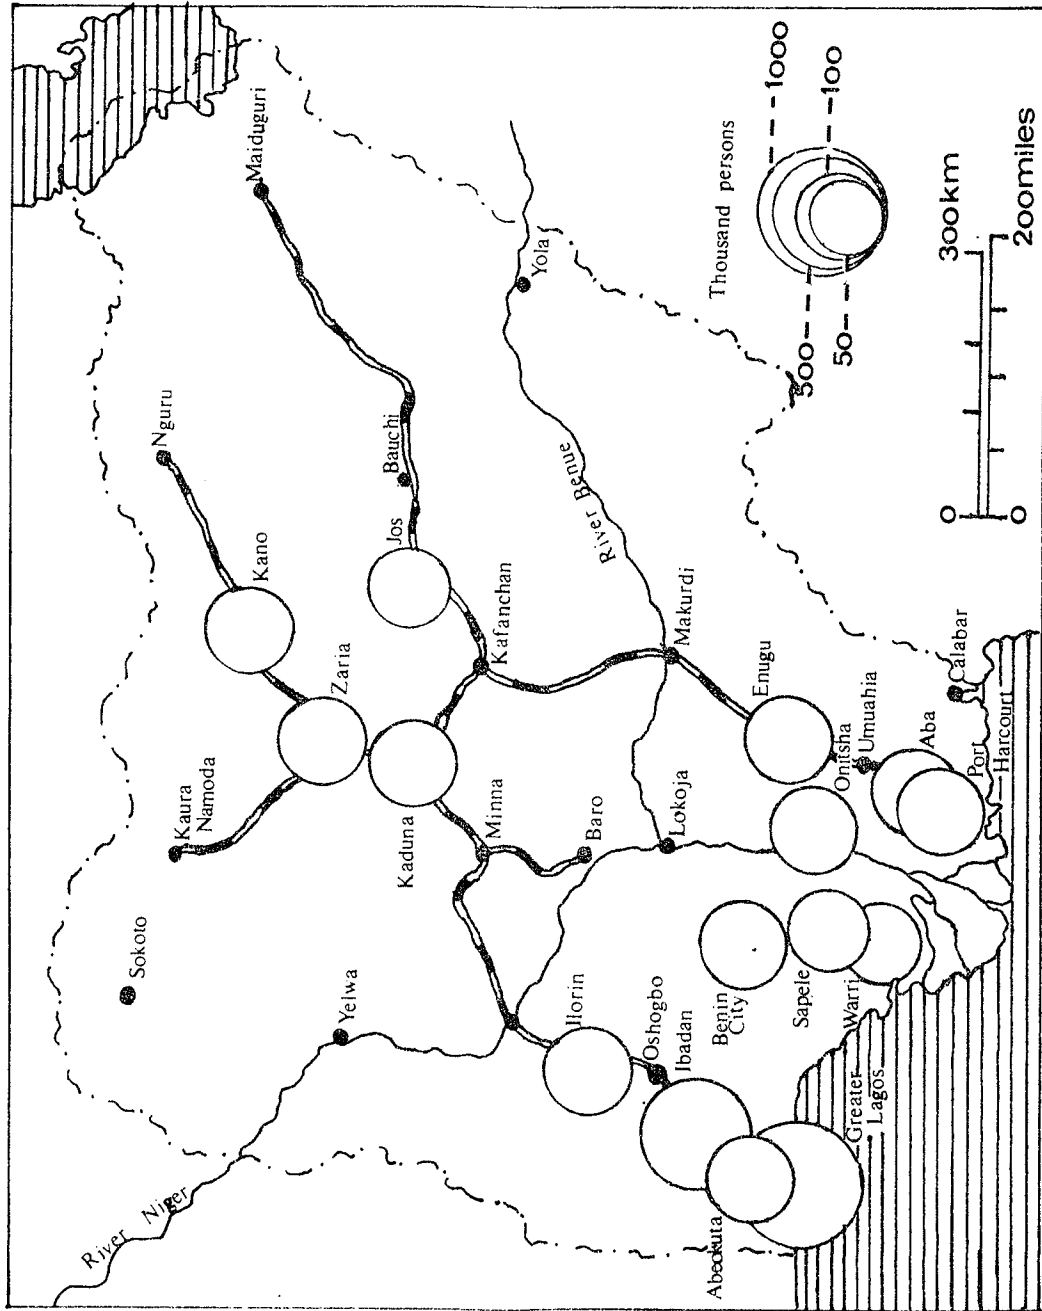 Maiduguri
Nguru
Kano
Kaura
Namoda
Sokoto
Bauchi
Jos
Zaria
Yelwa
Kafanchan
Kaduna
Minna
Yola
River Benue
Baro
River Niger
Makurdi
Lokoja
Ilorin
Oshogbo
Ibadan
Enugu
Onitsha
Umuahia
Benin
City
Sapele
Warri
Aba
Port
Harcourt
Calabar
Abeokuta
Greater
Lagos
Thousand persons
1000
500
100
50
0
300km
0
200miles